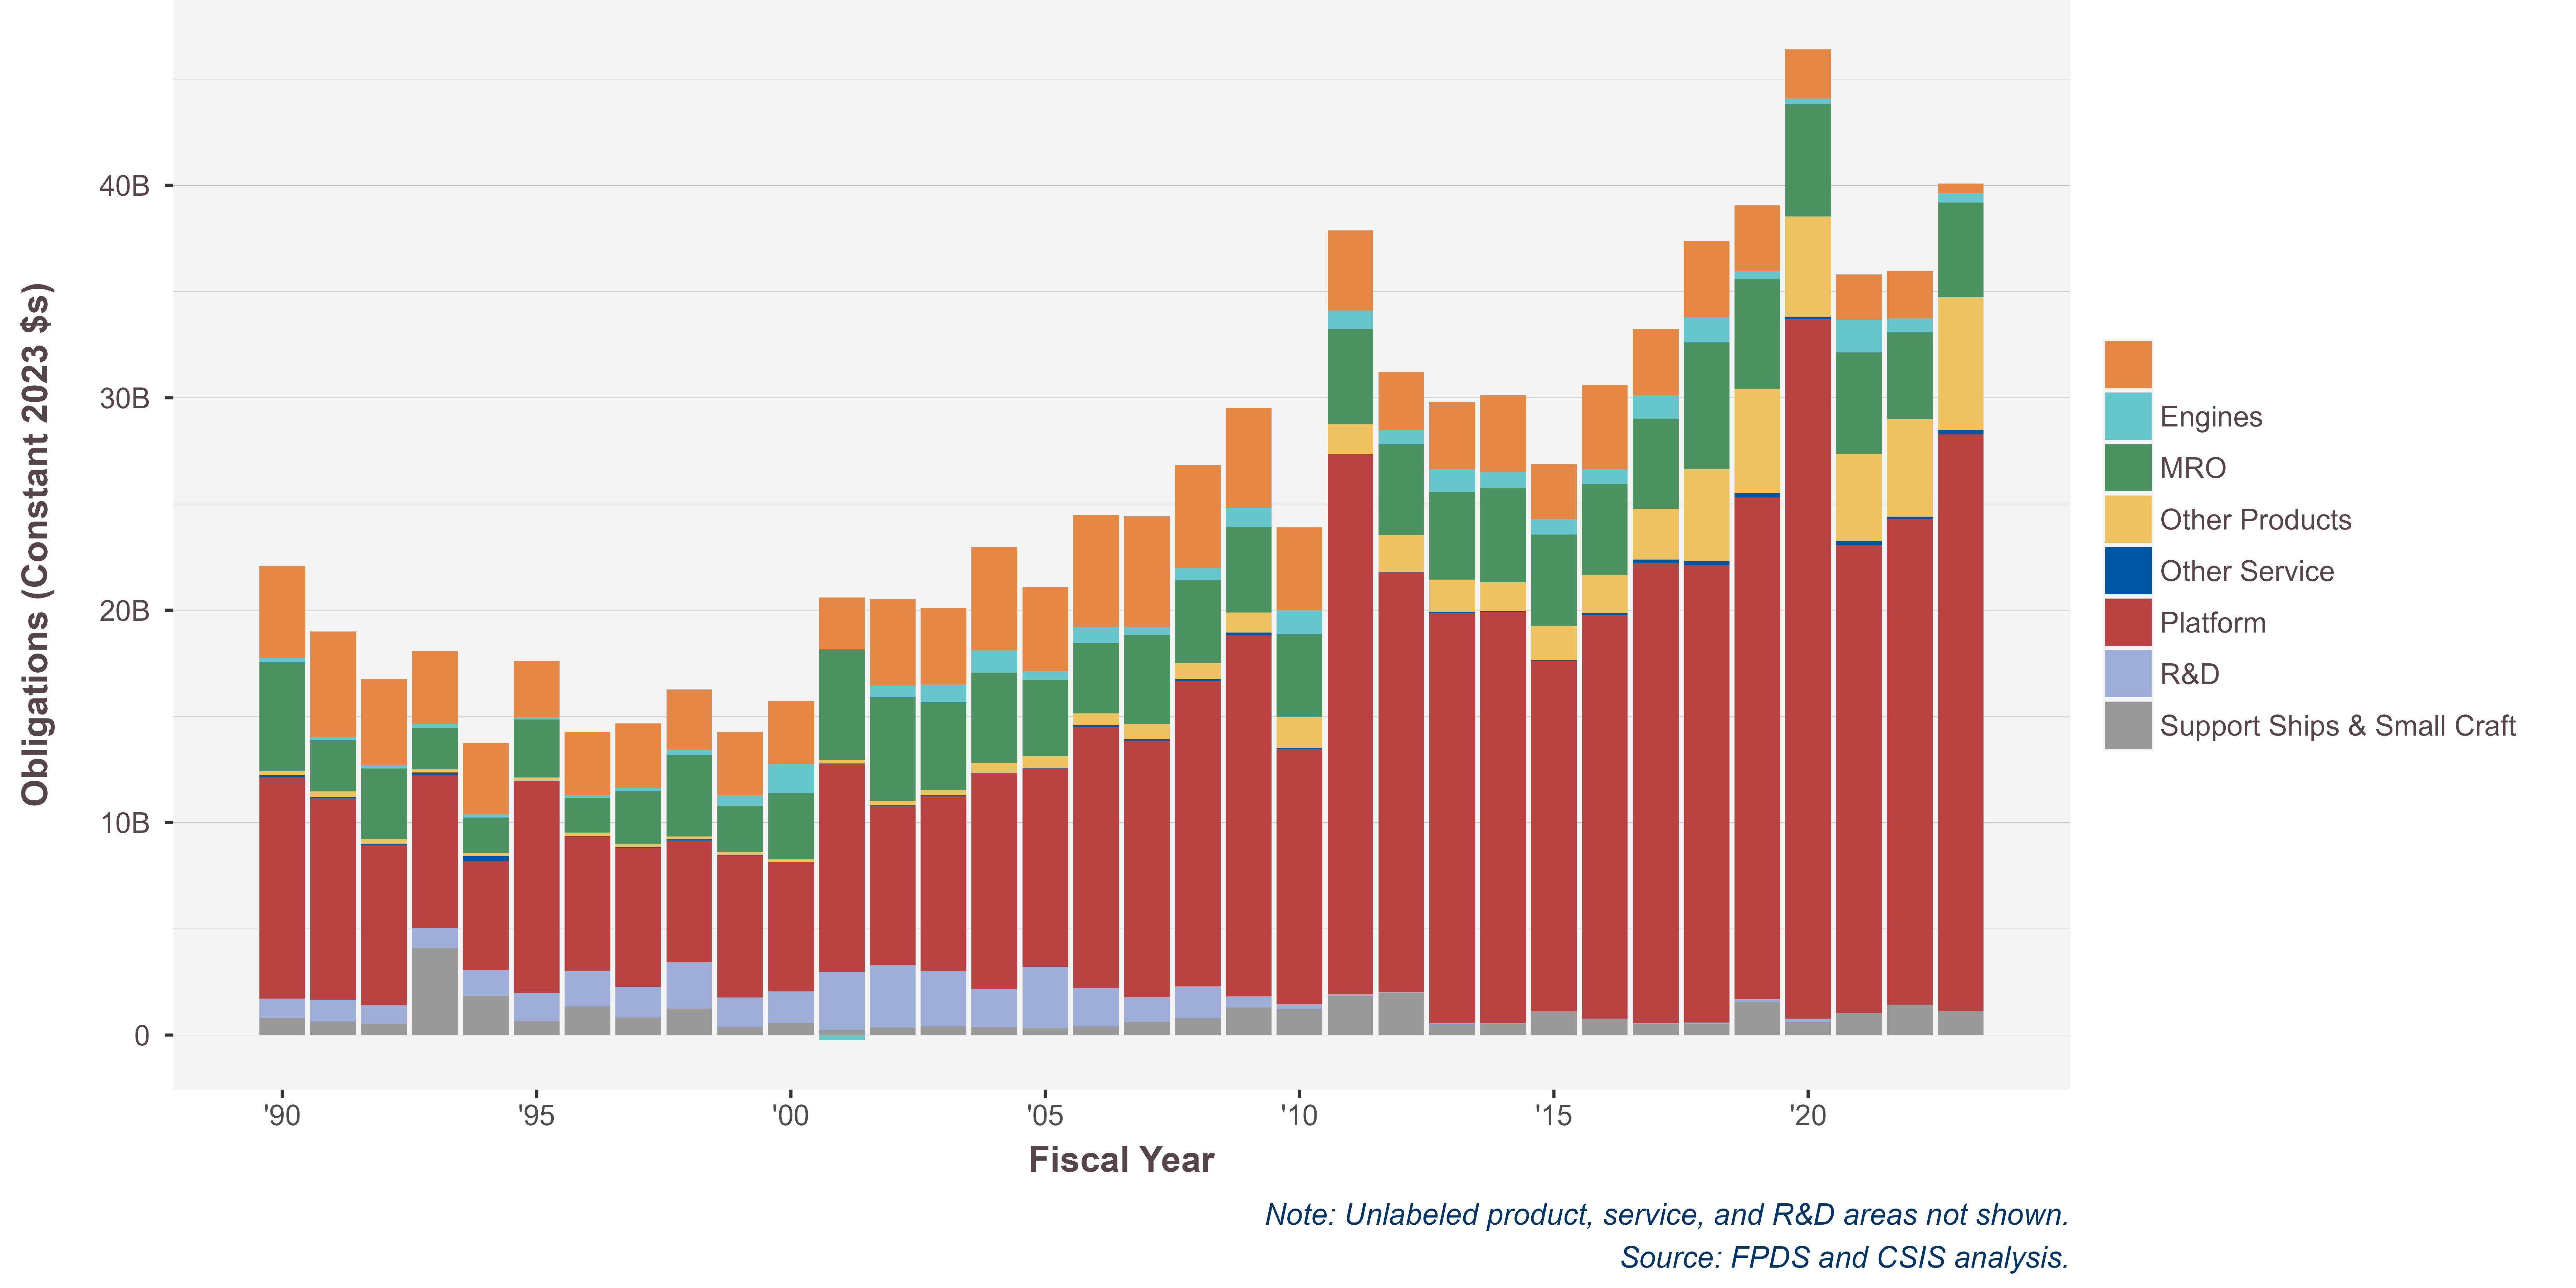 Obligations (Constant 2023 $s)
40B
30B
20B
10B
0
'90
'95
'00
'05
'10
'15
'20
Fiscal Year
Engines
MRO
Other Products
Other Service
Platform
R&D
Support Ships & Small Craft
Note: Unlabeled product, service, and R&D areas not shown.
Source: FPDS and CSIS analysis.